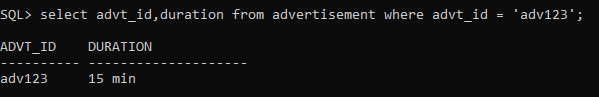 SQL> select advt_id,duration from advertisement where advt_id = 'adv123';
ADVT_ID    DURATION
---------- --------------------
adv123     15 min